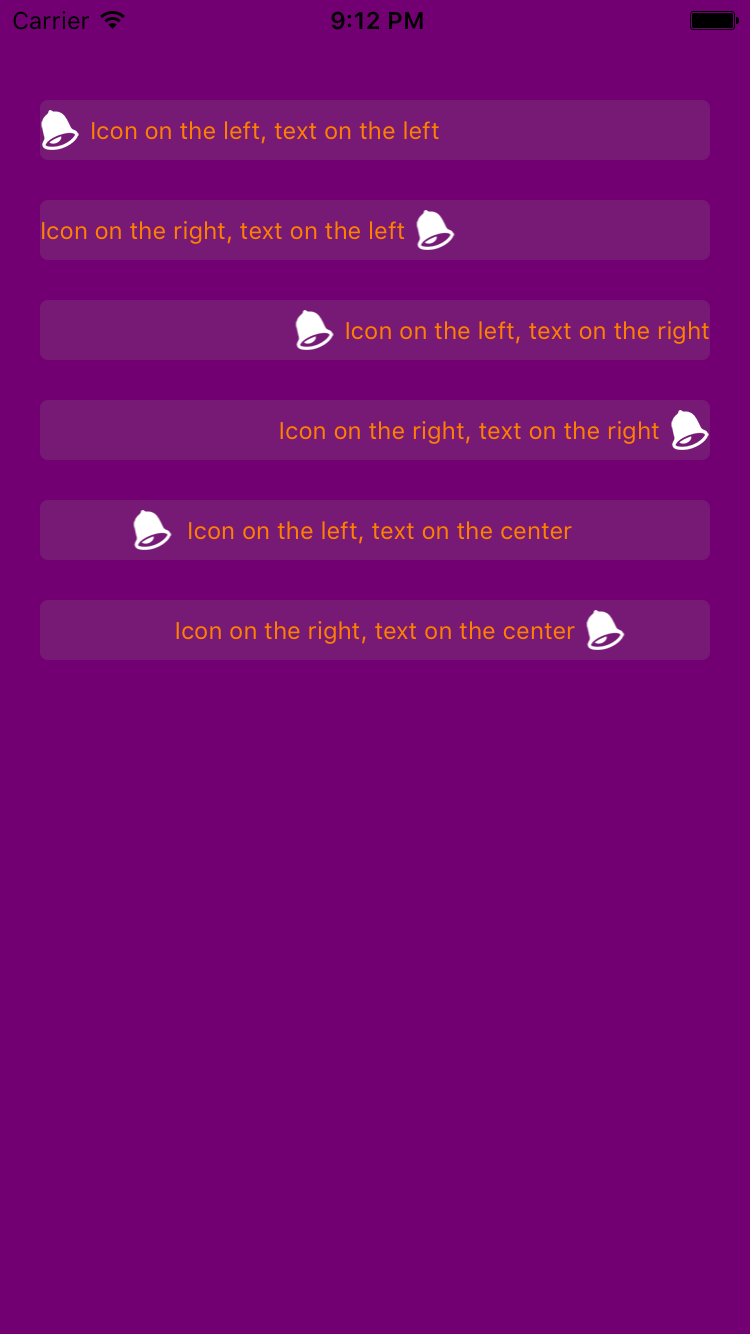 Carrier 9:12 PM
Icon on the left, text on the left
Icon on the right, text on the left
Icon on the left, text on the right
Icon on the right, text on the right
Icon on the left, text on the center
Icon on the right, text on the center